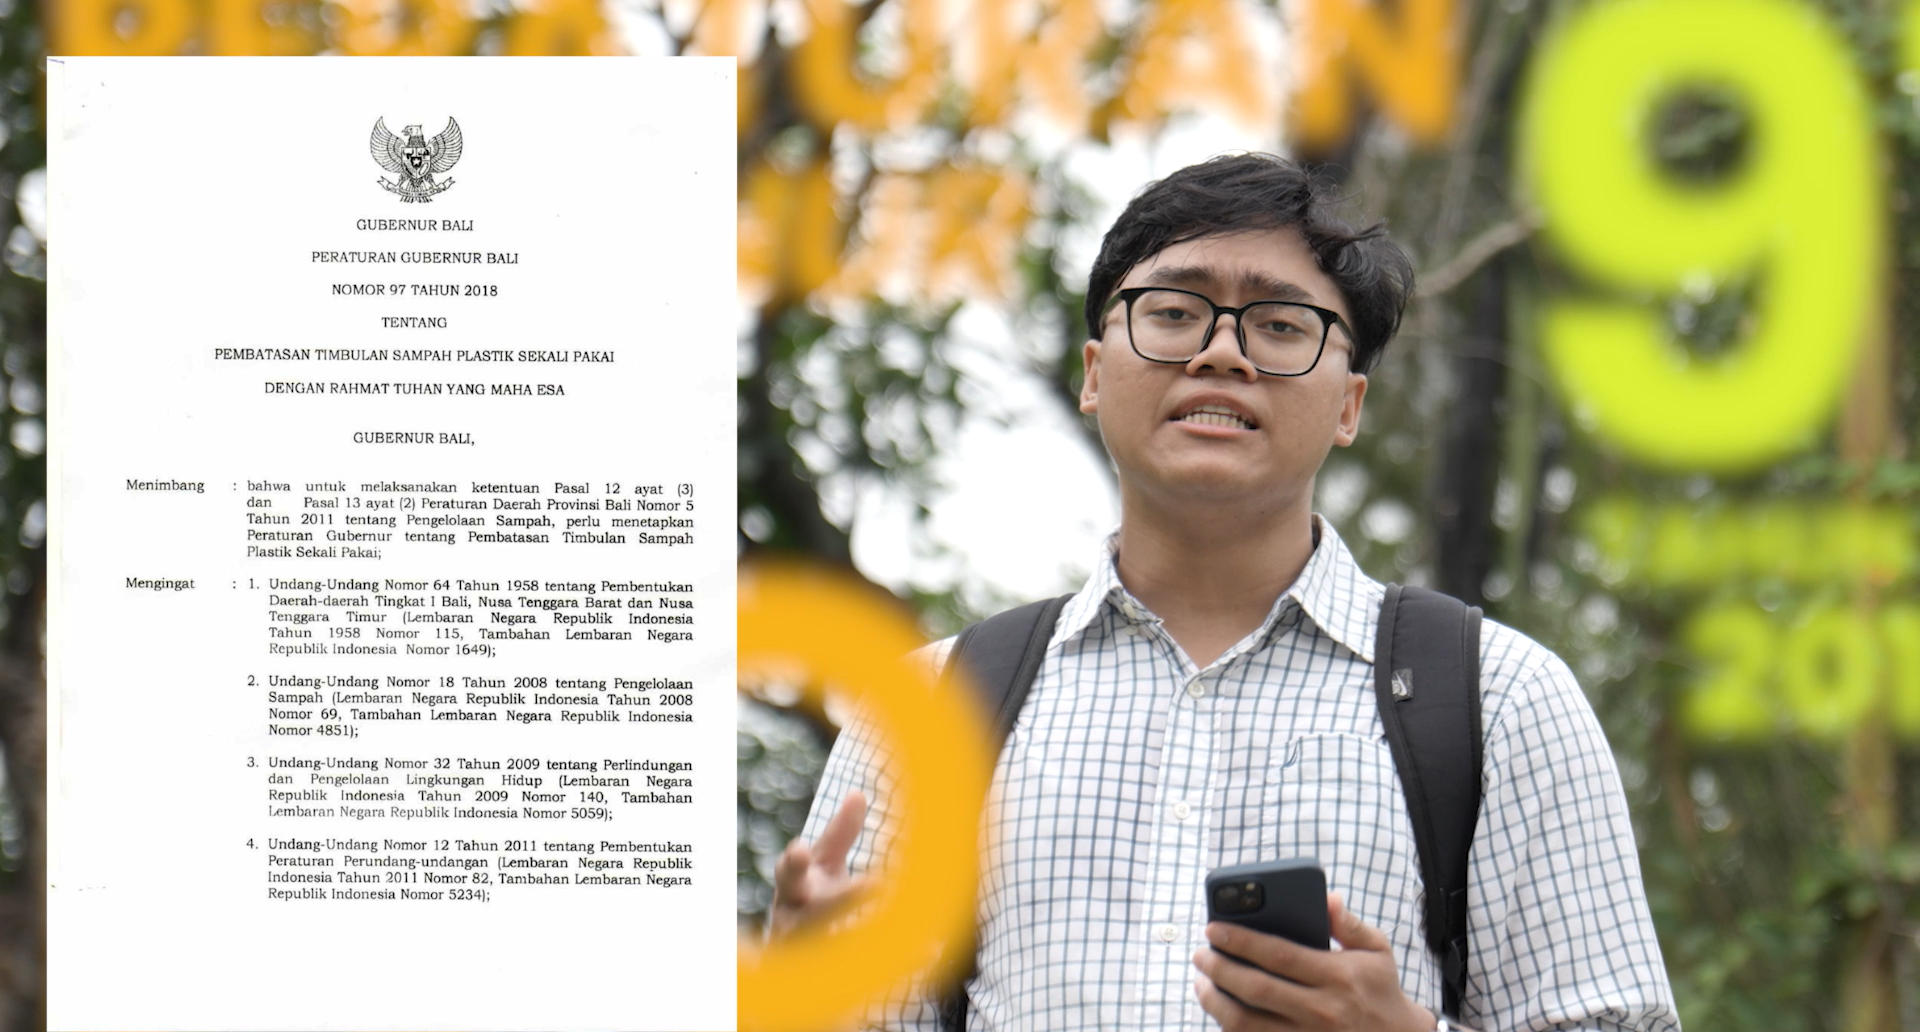 GUBERNUR BALI
PERATURAN GUBERNUR BALI
NOMOR 97 TAHUN 2018
TENTANG
PEMBATASAN TIMBULAN SAMPAH PLASTIK SEKALI PAKAI
DENGAN RAHMAT TUHAN YANG MAHA ESA
GUBERNUR BALI,
Menimbang : bahwa untuk melaksanakan ketentuan Pasal 12 ayat (3)
dan Pasal 13 ayat (2) Peraturan Daerah Provinsi Bali Nomor 5
Tahun 2011 tentang Pengelolaan Sampah, perlu menetapkan
Peraturan Gubernur tentang Pembatasan Timbulan Sampah
Plastik Sekali Pakai;
Mengingat : 1. Undang-Undang Nomor 64 Tahun 1958 tentang Pembentukan
Daerah-daerah Tingkat I Bali, Nusa Tenggara Barat dan Nusa
Tenggara Timur (Lembaran Negara Republik Indonesia
Tahun 1958 Nomor 115, Tambahan Lembaran Negara
Republik Indonesia Nomor 1649);
2. Undang-Undang Nomor 18 Tahun 2008 tentang Pengelolaan
Sampah (Lembaran Negara Republik Indonesia Tahun 2008
Nomor 69, Tambahan Lembaran Negara Republik Indonesia
Nomor 4851);
3. Undang-Undang Nomor 32 Tahun 2009 tentang Perlindungan
dan Pengelolaan Lingkungan Hidup (Lembaran Negara
Republik Indonesia Tahun 2009 Nomor 140, Tambahan
Lembaran Negara Republik Indonesia Nomor 5059);
4. Undang-Undang Nomor 12 Tahun 2011 tentang Pembentukan
Peraturan Perundang-undangan (Lembaran Negara Republik
Indonesia Tahun 2011 Nomor 82, Tambahan Lembaran Negara
Republik Indonesia Nomor 5234);
9
201